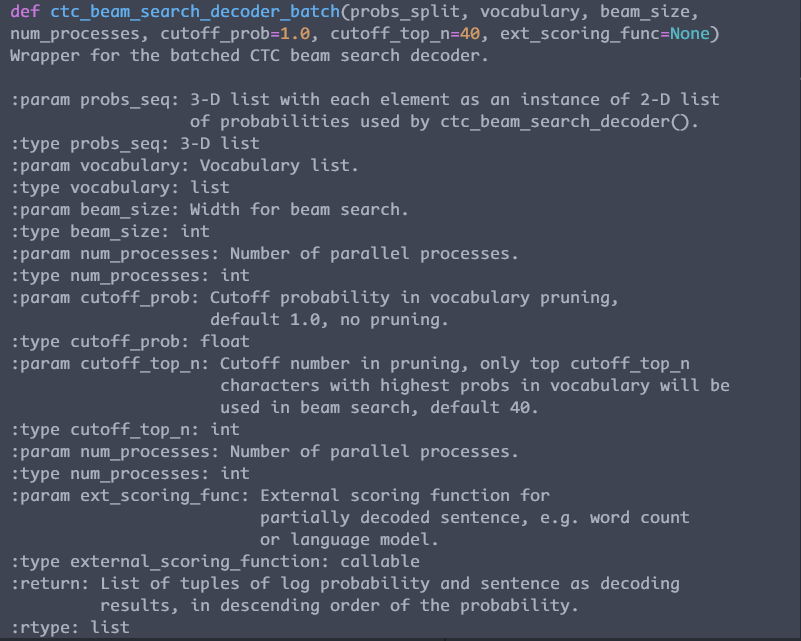 def ctc_beam_search_decoder_batch(probs_split, vocabulary, beam_size,
num_processes, cutoff_prob=1.0, cutoff_top_n=40, ext_scoring_func=None)
Wrapper for the batched CTC beam search decoder.

:param probs_seq: 3-D list with each element as an instance of 2-D list
                  of probabilities used by ctc_beam_search_decoder().
:type probs_seq: 3-D list
:param vocabulary: Vocabulary list.
:type vocabulary: list
:param beam_size: Width for beam search.
:type beam_size: int
:param num_processes: Number of parallel processes.
:type num_processes: int
:param cutoff_prob: Cutoff probability in vocabulary pruning,
                    default 1.0, no pruning.
:type cutoff_prob: float
:param cutoff_top_n: Cutoff number in pruning, only top cutoff_top_n
                     characters with highest probs in vocabulary will be
                     used in beam search, default 40.
:type cutoff_top_n: int
:param num_processes: Number of parallel processes.
:type num_processes: int
:param ext_scoring_func: External scoring function for
                         partially decoded sentence, e.g. word count
                         or language model.
:type external_scoring_function: callable
:return: List of tuples of log probability and sentence as decoding
         results, in descending order of the probability.
:rtype: list